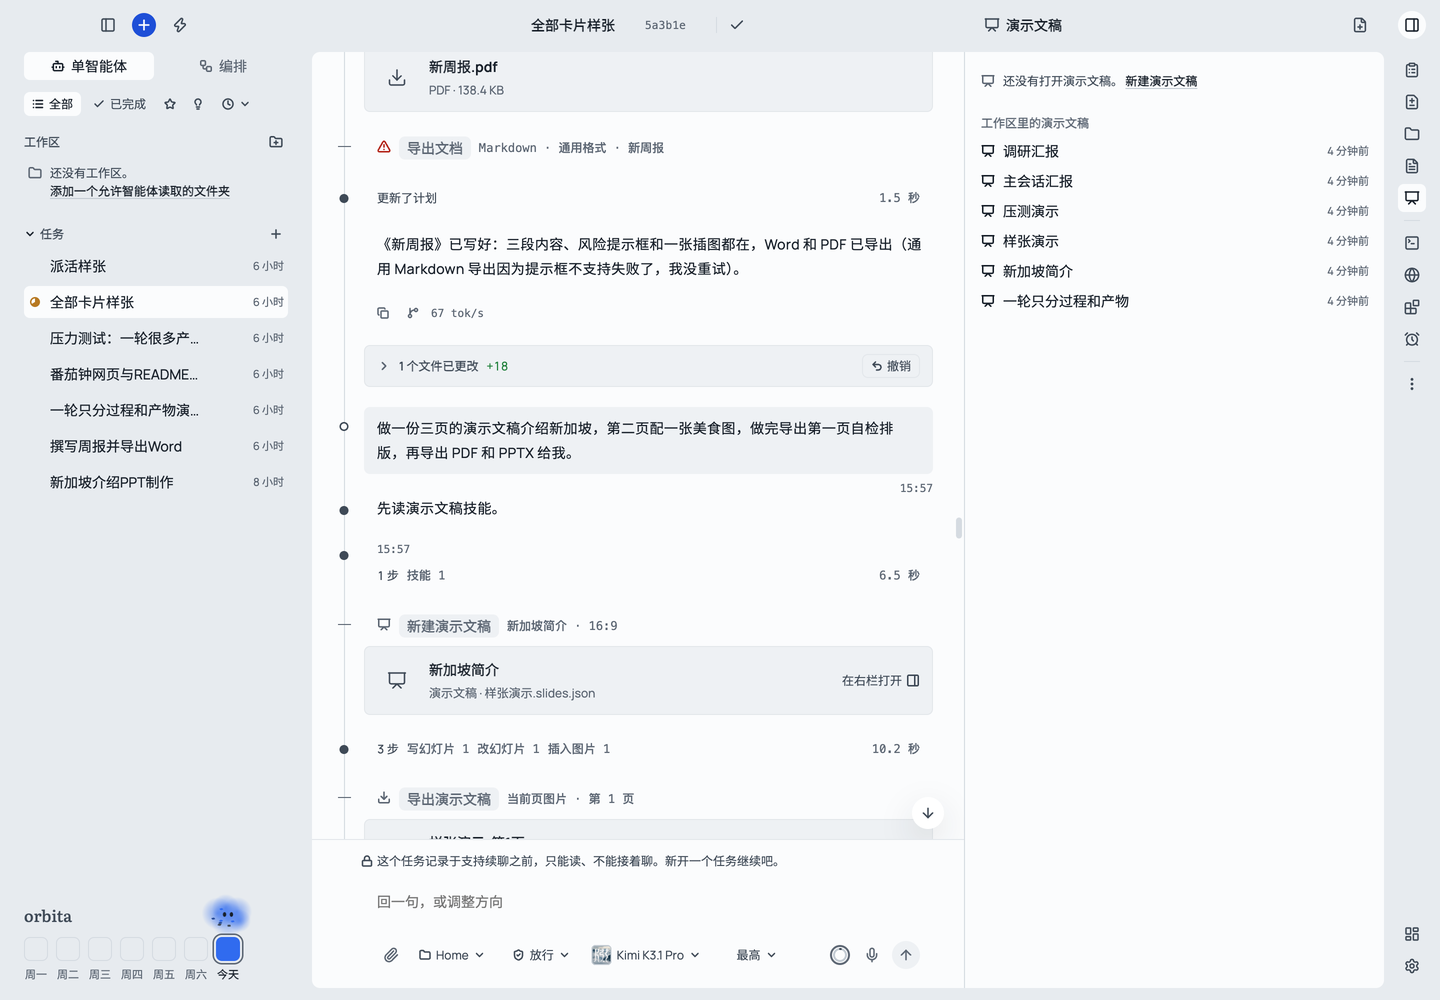 全部卡片样张 5a3b1e
演示文稿
单智能体 编排
全部 已完成
工作区
还没有工作区。
添加一个允许智能体读取的文件夹
任务
派活样张 6 小时
全部卡片样张 6 小时
压力测试：一轮很多产... 6 小时
番茄钟网页与README... 6 小时
一轮只分过程和产物演... 6 小时
撰写周报并导出Word 6 小时
新加坡介绍PPT制作 8 小时
orbita
周一 周二 周三 周四 周五 周六 今天
新周报.pdf
PDF · 138.4 KB
导出文档 Markdown · 通用格式 · 新周报
更新了计划 1.5 秒
《新周报》已写好：三段内容、风险提示框和一张插图都在，Word 和 PDF 已导出（通
用 Markdown 导出因为提示框不支持失败了，我没重试）。
67 tok/s
1 个文件已更改 +18 撤销
做一份三页的演示文稿介绍新加坡，第二页配一张美食图，做完导出第一页自检排
版，再导出 PDF 和 PPTX 给我。
15:57
先读演示文稿技能。
15:57
1 步 技能 1 6.5 秒
新建演示文稿 新加坡简介 · 16:9
新加坡简介
演示文稿 · 样张演示.slides.json 在右栏打开
3 步 写幻灯片 1 改幻灯片 1 插入图片 1 10.2 秒
导出演示文稿 当前页图片 · 第 1 页
这个任务记录于支持续聊之前，只能读、不能接着聊。新开一个任务继续吧。
回一句，或调整方向
Home 放行 Kimi K3.1 Pro 最高
还没有打开演示文稿。 新建演示文稿
工作区里的演示文稿
调研汇报 4 分钟前
主会话汇报 4 分钟前
压测演示 4 分钟前
样张演示 4 分钟前
新加坡简介 4 分钟前
一轮只分过程和产物 4 分钟前